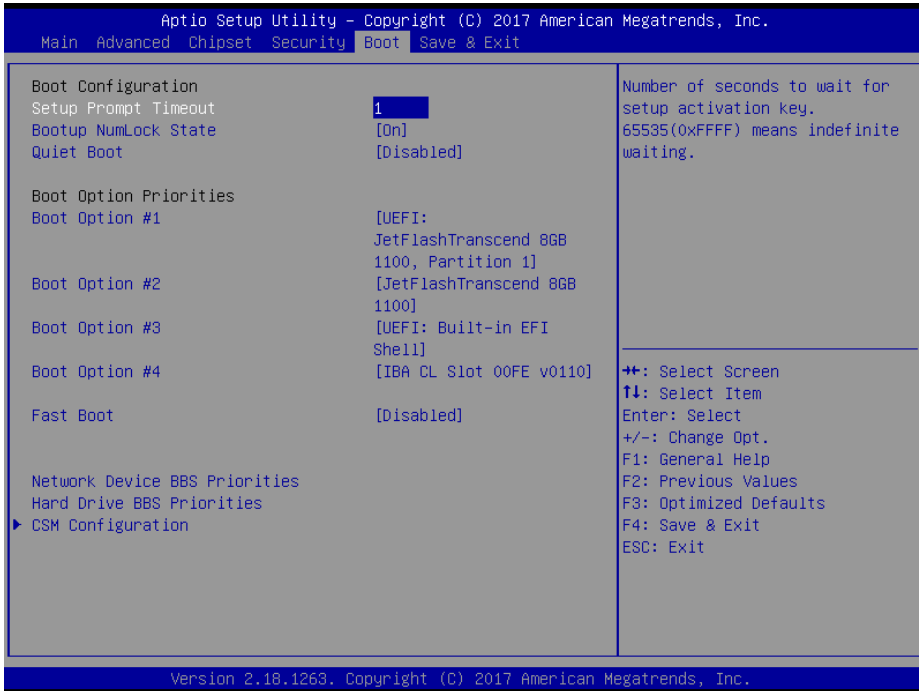 Aptio Setup Utility – Copyright (C) 2017 American Megatrends, Inc.
Main Advanced Chipset Security Boot Save & Exit
Boot Configuration
Setup Prompt Timeout 1
Bootup NumLock State [On]
Quiet Boot [Disabled]
Boot Option Priorities
Boot Option #1 [UEFI:
JetFlashTranscend 8GB
1100, Partition 1]
Boot Option #2 [JetFlashTranscend 8GB
1100]
Boot Option #3 [UEFI: Built-in EFI
Shell]
Boot Option #4 [IBA CL Slot 00FE v0110]
Fast Boot [Disabled]
Network Device BBS Priorities
Hard Drive BBS Priorities
CSM Configuration
Number of seconds to wait for
setup activation key.
65535(0xFFFF) means indefinite
waiting.
→←: Select Screen
↑↓: Select Item
Enter: Select
+/-: Change Opt.
F1: General Help
F2: Previous Values
F3: Optimized Defaults
F4: Save & Exit
ESC: Exit
Version 2.18.1263. Copyright (C) 2017 American Megatrends, Inc.